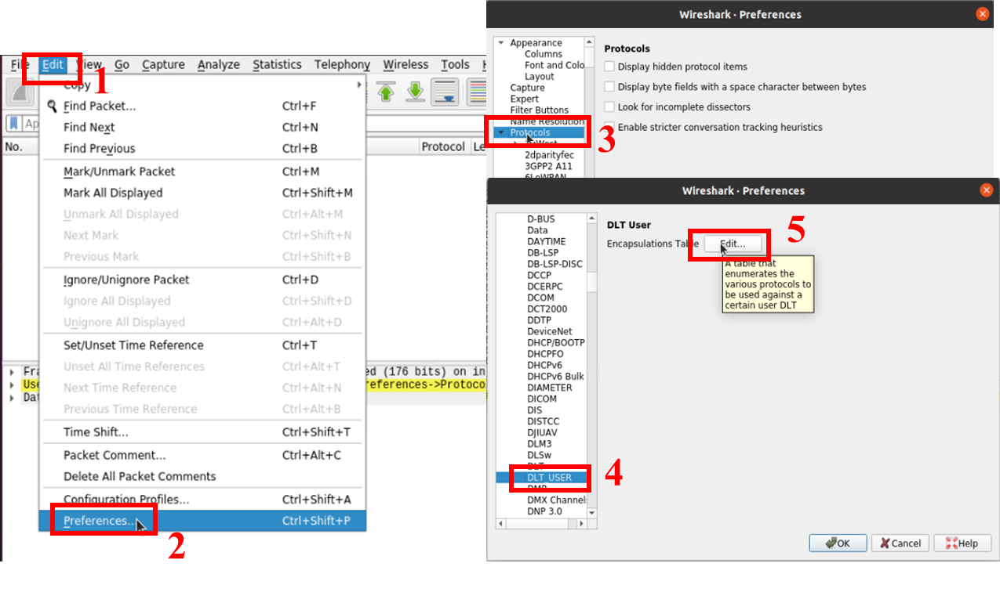 File Edit View Go Capture Analyze Statistics Telephony Wireless Tools
1
Copy
Find Packet... Ctrl+F
Find Next Ctrl+N
Find Previous Ctrl+B
Mark/Unmark Packet Ctrl+M
Mark All Displayed Ctrl+Shift+M
Unmark All Displayed Ctrl+Alt+M
Next Mark Ctrl+Shift+N
Previous Mark Ctrl+Shift+B
Ignore/Unignore Packet Ctrl+D
Ignore All Displayed Ctrl+Shift+D
Unignore All Displayed Ctrl+Alt+D
Set/Unset Time Reference Ctrl+T
Unset All Time References Ctrl+Alt+T
Next Time Reference Ctrl+Alt+N
Previous Time Reference Ctrl+Alt+B
Time Shift... Ctrl+Shift+T
Packet Comment... Ctrl+Alt+C
Delete All Packet Comments
Configuration Profiles... Ctrl+Shift+A
Preferences... Ctrl+Shift+P
2
Ap
No. Protocol Le
Fra ed (176 bits) on in
Use references->Protoco
Dat
Wireshark · Preferences
Appearance
Columns
Font and Colo
Layout
Capture
Expert
Filter Buttons
Name Resolution
Protocols
2dparityfec
3GPP2 A11
6LoWPAN
Protocols
Display hidden protocol items
Display byte fields with a space character between bytes
Look for incomplete dissectors
Enable stricter conversation tracking heuristics
3
Wireshark · Preferences
D-BUS
Data
DAYTIME
DB-LSP
DB-LSP-DISC
DCCP
DCERPC
DCOM
DCT2000
DDTP
DeviceNet
DHCP/BOOTP
DHCPFO
DHCPv6
DHCPv6 Bulk
DIAMETER
DICOM
DIS
DISTCC
DJIUAV
DLM3
DLSw
DLT
DLT_USER
DMP
DMX Channels
DNP 3.0
4
DLT User
Encapsulations Table Edit...
5
A table that
enumerates the
various protocols to
be used against a
certain user DLT
OK Cancel Help